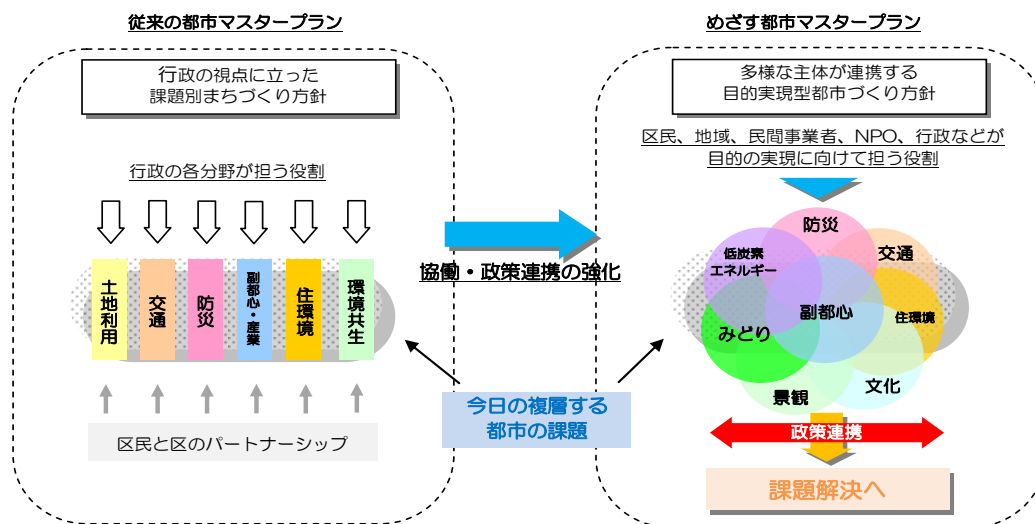 従来の都市マスタープラン
行政の視点に立った
課題別まちづくり方針
行政の各分野が担う役割
土地利用
交通
防災
副都心・産業
住環境
環境共生
区民と区のパートナーシップ
協働・政策連携の強化
今日の複層する
都市の課題
めざす都市マスタープラン
多様な主体が連携する
目的実現型都市づくり方針
区民、地域、民間事業者、NPO、行政などが
目的の実現に向けて担う役割
防災
低炭素
エネルギー
交通
副都心
住環境
みどり
景観
文化
政策連携
課題解決へ